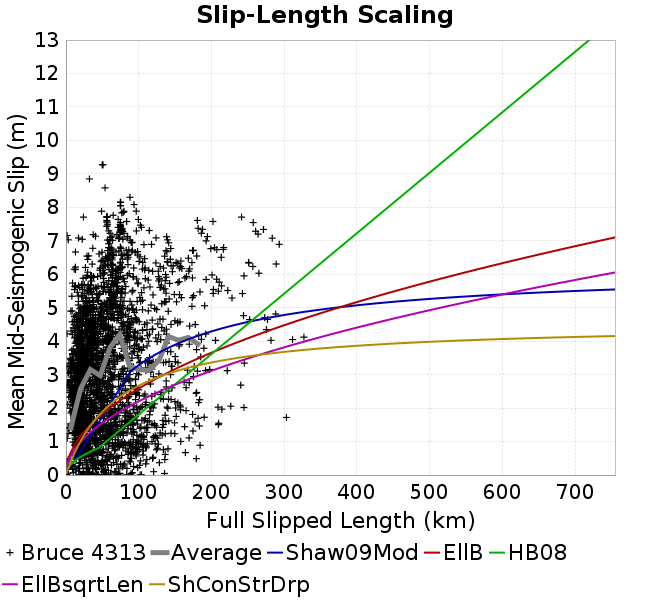 Slip-Length Scaling
13
12
11
10
9
8
7
6
5
4
3
2
1
0
Mean Mid-Seismogenic Slip (m)
0 100 200 300 400 500 600 700
Full Slipped Length (km)
Bruce 4313 Average Shaw09Mod EllB HB08
EllBsqrtLen ShConStrDrp